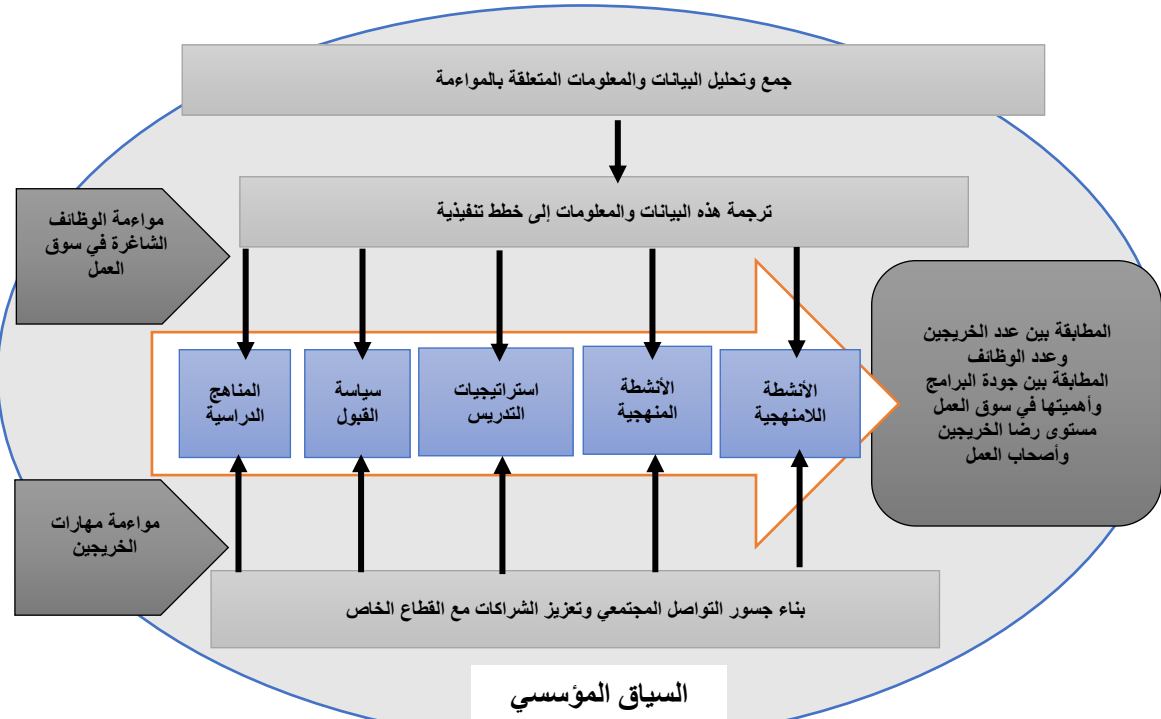 جمع وتحليل البيانات والمعلومات المتعلقة بالمواءمة
ترجمة هذه البيانات والمعلومات إلى خطط تنفيذية
مواءمة الوظائف
الشاغرة في سوق
العمل
المناهج
الدراسية
سياسة
القبول
استراتيجيات
التدريس
الأنشطة
المنهجية
الأنشطة
اللامنهجية
المطابقة بين عدد الخريجين
وعدد الوظائف
المطابقة بين جودة البرامج
وأهميتها في سوق العمل
مستوى رضا الخريجين
وأصحاب العمل
مواءمة مهارات
الخريجين
بناء جسور التواصل المجتمعي وتعزيز الشراكات مع القطاع الخاص
السياق المؤسسي